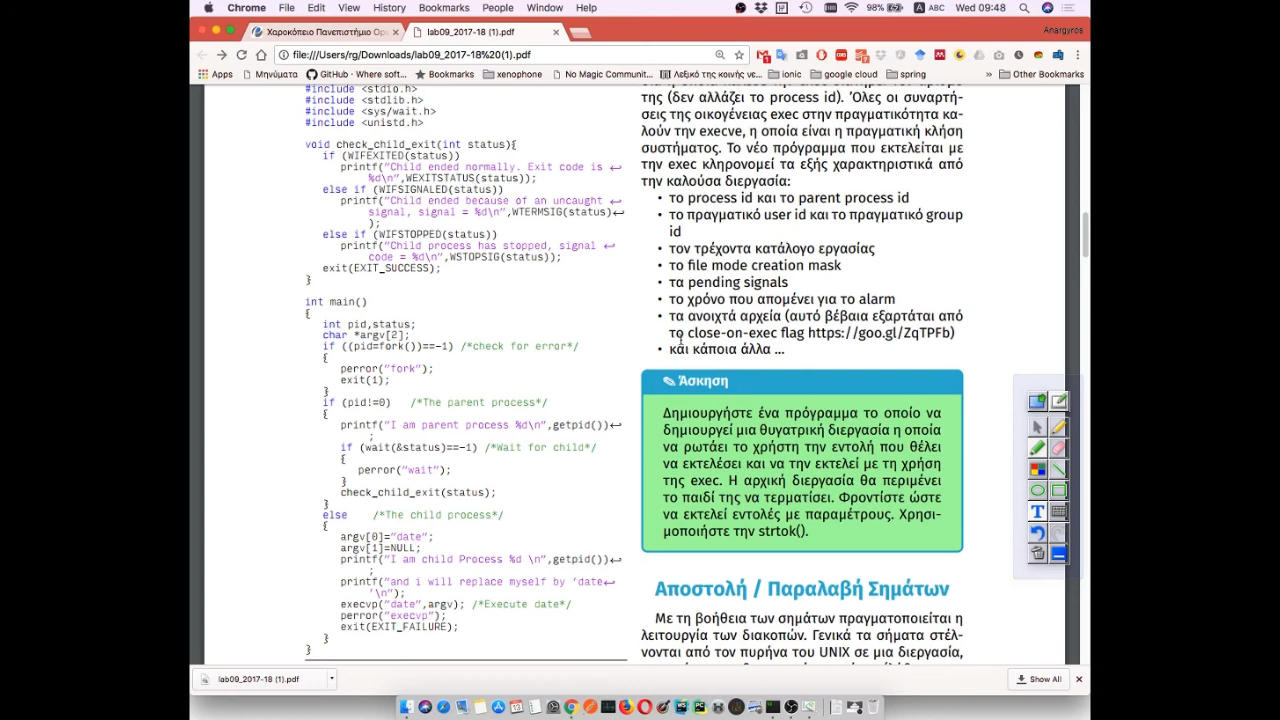 Chrome File Edit View History Bookmarks People Window Help 98% ABC Wed 09:48
Χαροκόπειο Πανεπιστήμιο Ope × lab09_2017-18 (1).pdf × Anargyros
file:///Users/rg/Downloads/lab09_2017-18%20(1).pdf
Apps Μηνύματα GitHub · Where soft... Bookmarks xenophone No Magic Communit... Λεξικό της κοινής νε... ionic google cloud spring » Other Bookmarks
#include <stdio.h>
#include <stdlib.h>
#include <sys/wait.h>
#include <unistd.h>
void check_child_exit(int status){
if (WIFEXITED(status))
printf("Child ended normally. Exit code is ↩
%d\n",WEXITSTATUS(status));
else if (WIFSIGNALED(status))
printf("Child ended because of an uncaught
signal, signal = %d\n",WTERMSIG(status)↩
);
else if (WIFSTOPPED(status))
printf("Child process has stopped, signal ↩
code = %d\n",WSTOPSIG(status));
exit(EXIT_SUCCESS);
}
int main()
{
int pid,status;
char *argv[2];
if ((pid=fork())==-1) /*check for error*/
{
perror("fork");
exit(1);
}
if (pid!=0) /*The parent process*/
{
printf("I am parent process %d\n",getpid())↩
;
if (wait(&status)==-1) /*Wait for child*/
{
perror("wait");
}
check_child_exit(status);
}
else /*The child process*/
{
argv[0]="date";
argv[1]=NULL;
printf("I am child Process %d \n",getpid())↩
;
printf("and i will replace myself by 'date↩
'\n");
execvp("date",argv); /*Execute date*/
perror("execvp");
exit(EXIT_FAILURE);
}
}
της (δεν αλλάζει το process id). Όλες οι συναρτή-
σεις της οικογένειας exec στην πραγματικότητα κα-
λούν την execve, η οποία είναι η πραγματική κλήση
συστήματος. Το νέο πρόγραμμα που εκτελείται με
την exec κληρονομεί τα εξής χαρακτηριστικά από
την καλούσα διεργασία:
• το process id και το parent process id
• το πραγματικό user id και το πραγματικό group
id
• τον τρέχοντα κατάλογο εργασίας
• το file mode creation mask
• τα pending signals
• το χρόνο που απομένει για το alarm
• τα ανοιχτά αρχεία (αυτό βέβαια εξαρτάται από
το close-on-exec flag https://goo.gl/ZqTPFb)
• και κάποια άλλα ...
✎ Άσκηση
Δημιουργήστε ένα πρόγραμμα το οποίο να
δημιουργεί μια θυγατρική διεργασία η οποία
να ρωτάει το χρήστη την εντολή που θέλει
να εκτελέσει και να την εκτελεί με τη χρήση
της exec. Η αρχική διεργασία θα περιμένει
το παιδί της να τερματίσει. Φροντίστε ώστε
να εκτελεί εντολές με παραμέτρους. Χρησι-
μοποιήστε την strtok().
Αποστολή / Παραλαβή Σημάτων
Με τη βοήθεια των σημάτων πραγματοποιείται η
λειτουργία των διακοπών. Γενικά τα σήματα στέλ-
νονται από τον πυρήνα του UNIX σε μια διεργασία,
lab09_2017-18 (1).pdf Show All